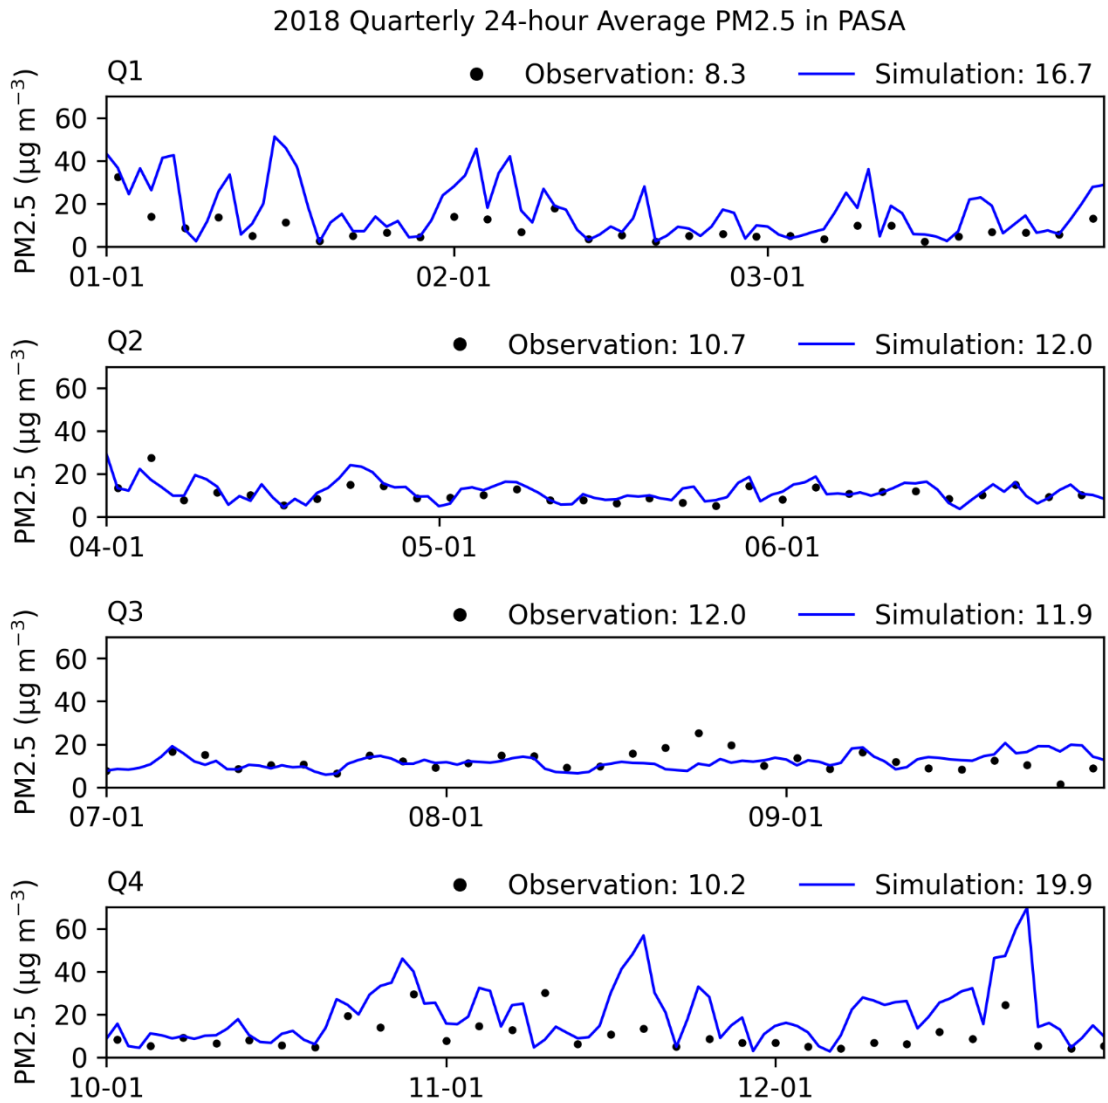 2018 Quarterly 24-hour Average PM2.5 in PASA
Q1 Observation: 8.3 Simulation: 16.7
PM2.5 (μg m⁻³)
60
40
20
0
01-01 02-01 03-01
Q2 Observation: 10.7 Simulation: 12.0
PM2.5 (μg m⁻³)
60
40
20
0
04-01 05-01 06-01
Q3 Observation: 12.0 Simulation: 11.9
PM2.5 (μg m⁻³)
60
40
20
0
07-01 08-01 09-01
Q4 Observation: 10.2 Simulation: 19.9
PM2.5 (μg m⁻³)
60
40
20
0
10-01 11-01 12-01